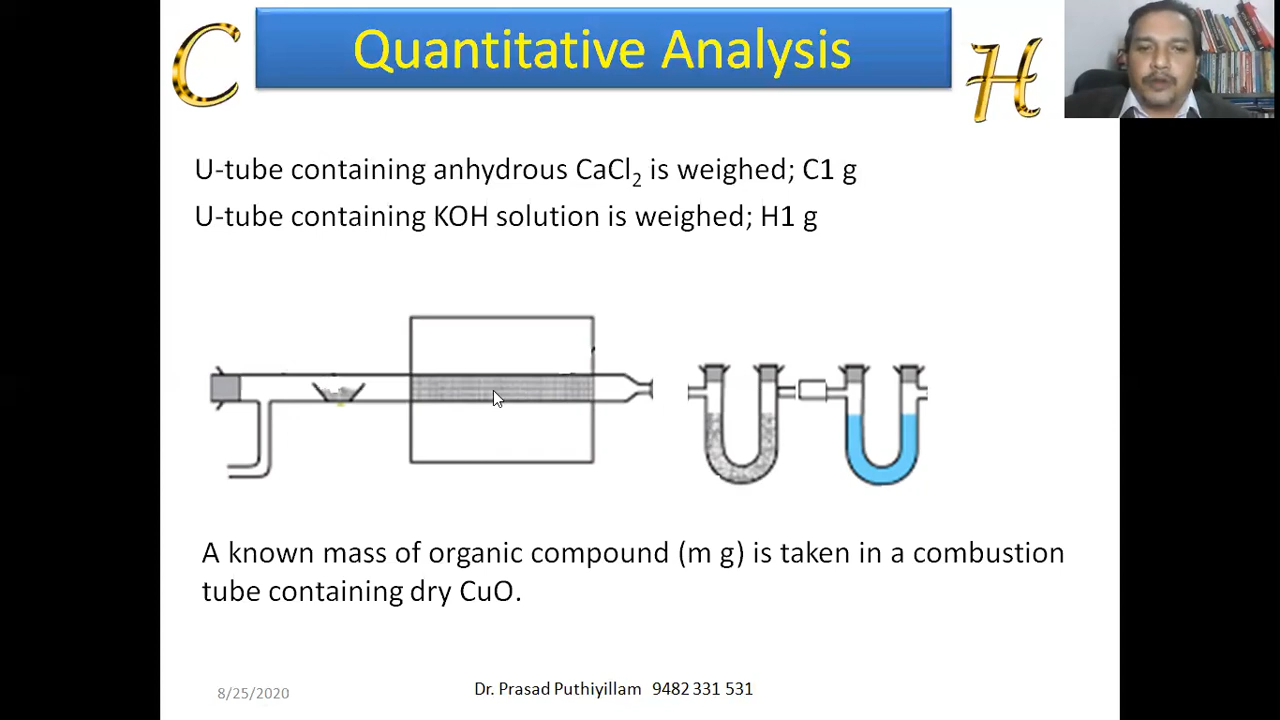 C
Quantitative Analysis
H
U-tube containing anhydrous CaCl₂ is weighed; C1 g
U-tube containing KOH solution is weighed; H1 g
A known mass of organic compound (m g) is taken in a combustion
tube containing dry CuO.
8/25/2020
Dr. Prasad Puthiyillam 9482 331 531